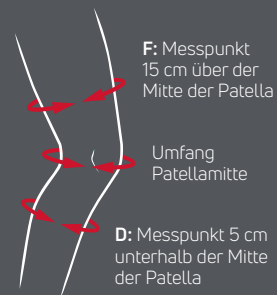 F: Messpunkt
15 cm über der
Mitte der Patella
Umfang
Patellamitte
D: Messpunkt 5 cm
unterhalb der Mitte
der Patella